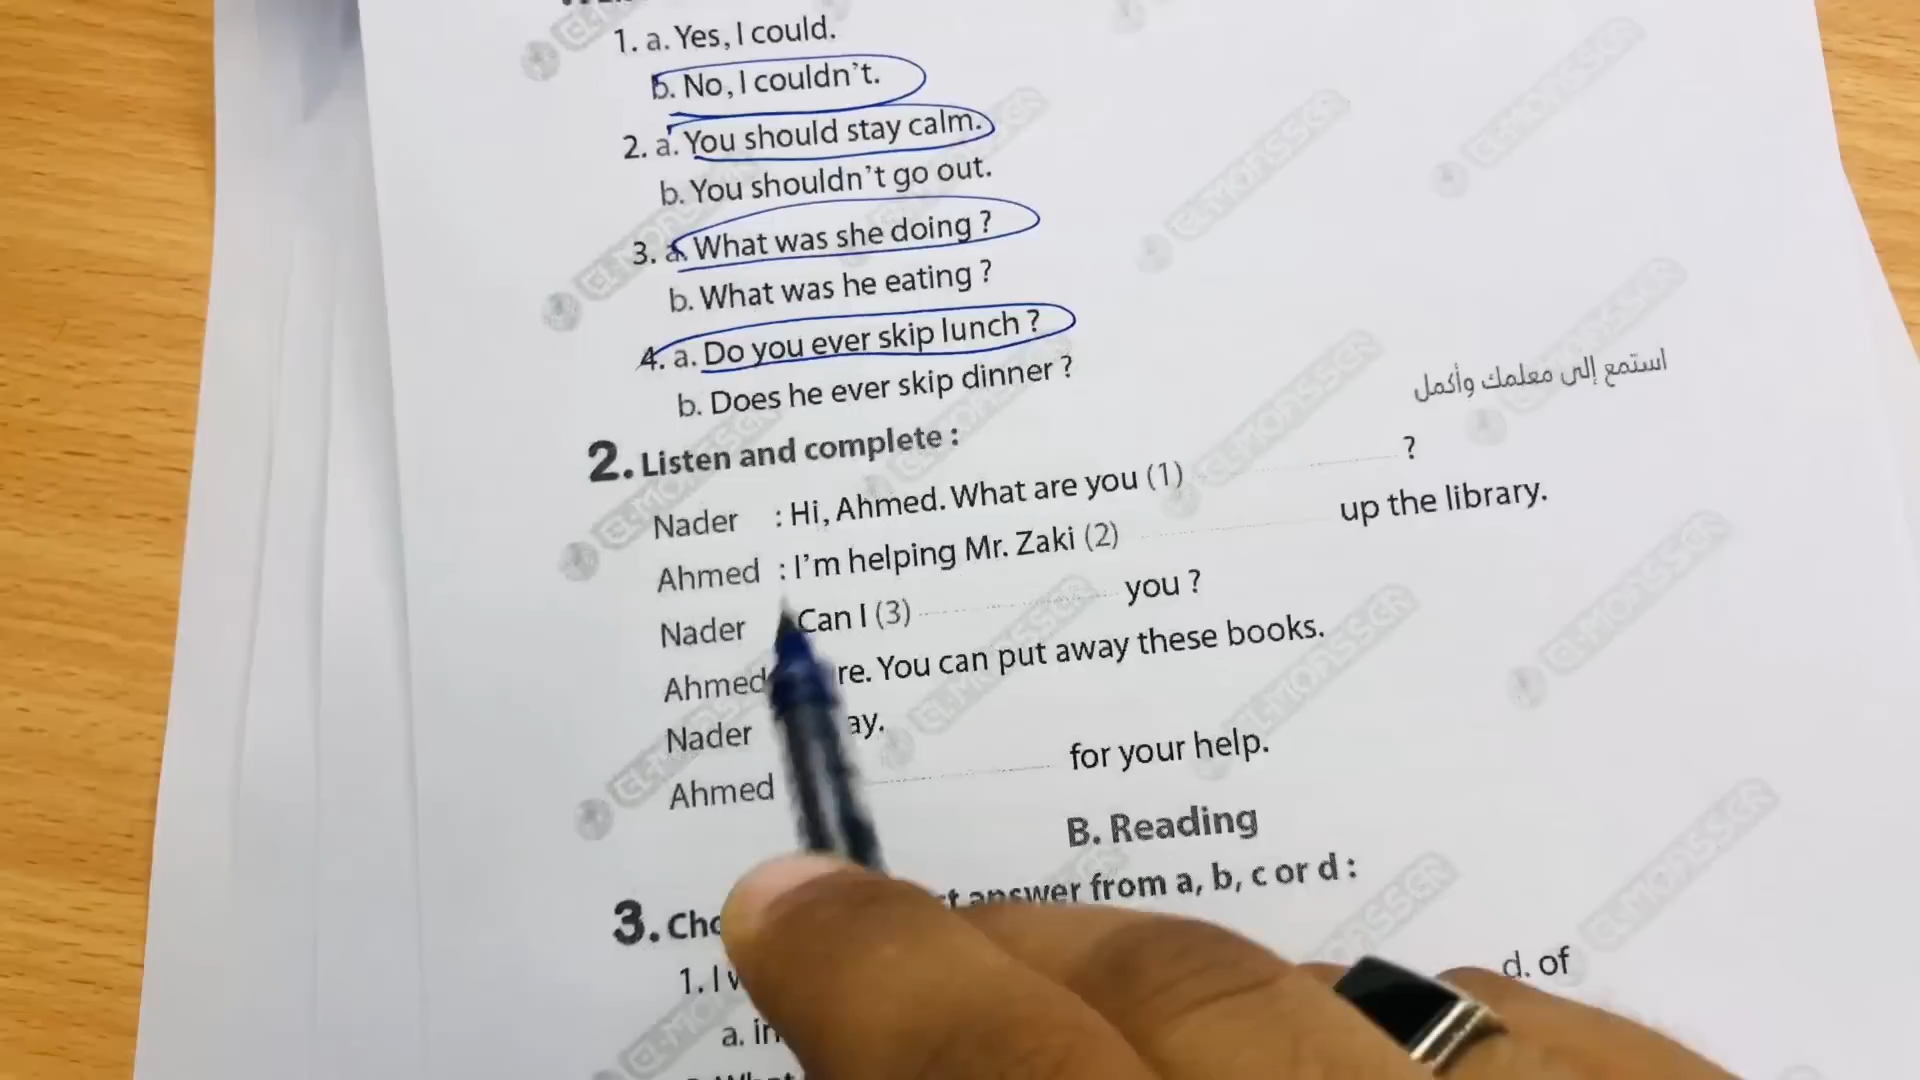 1. a. Yes, I could.
b. No, I couldn't.
2. a. You should stay calm.
b. You shouldn't go out.
3. a. What was she doing ?
b. What was he eating ?
4. a. Do you ever skip lunch ?
b. Does he ever skip dinner ?
استمع إلى معلمك وأكمل
2. Listen and complete :
Nader : Hi, Ahmed. What are you (1) ?
Ahmed : I'm helping Mr. Zaki (2) up the library.
Nader Can I (3) you ?
Ahmed re. You can put away these books.
Nader ay.
Ahmed for your help.
B. Reading
3. answer from a, b, c or d :
1. I
d. of
a. in
EL-MORSSGR